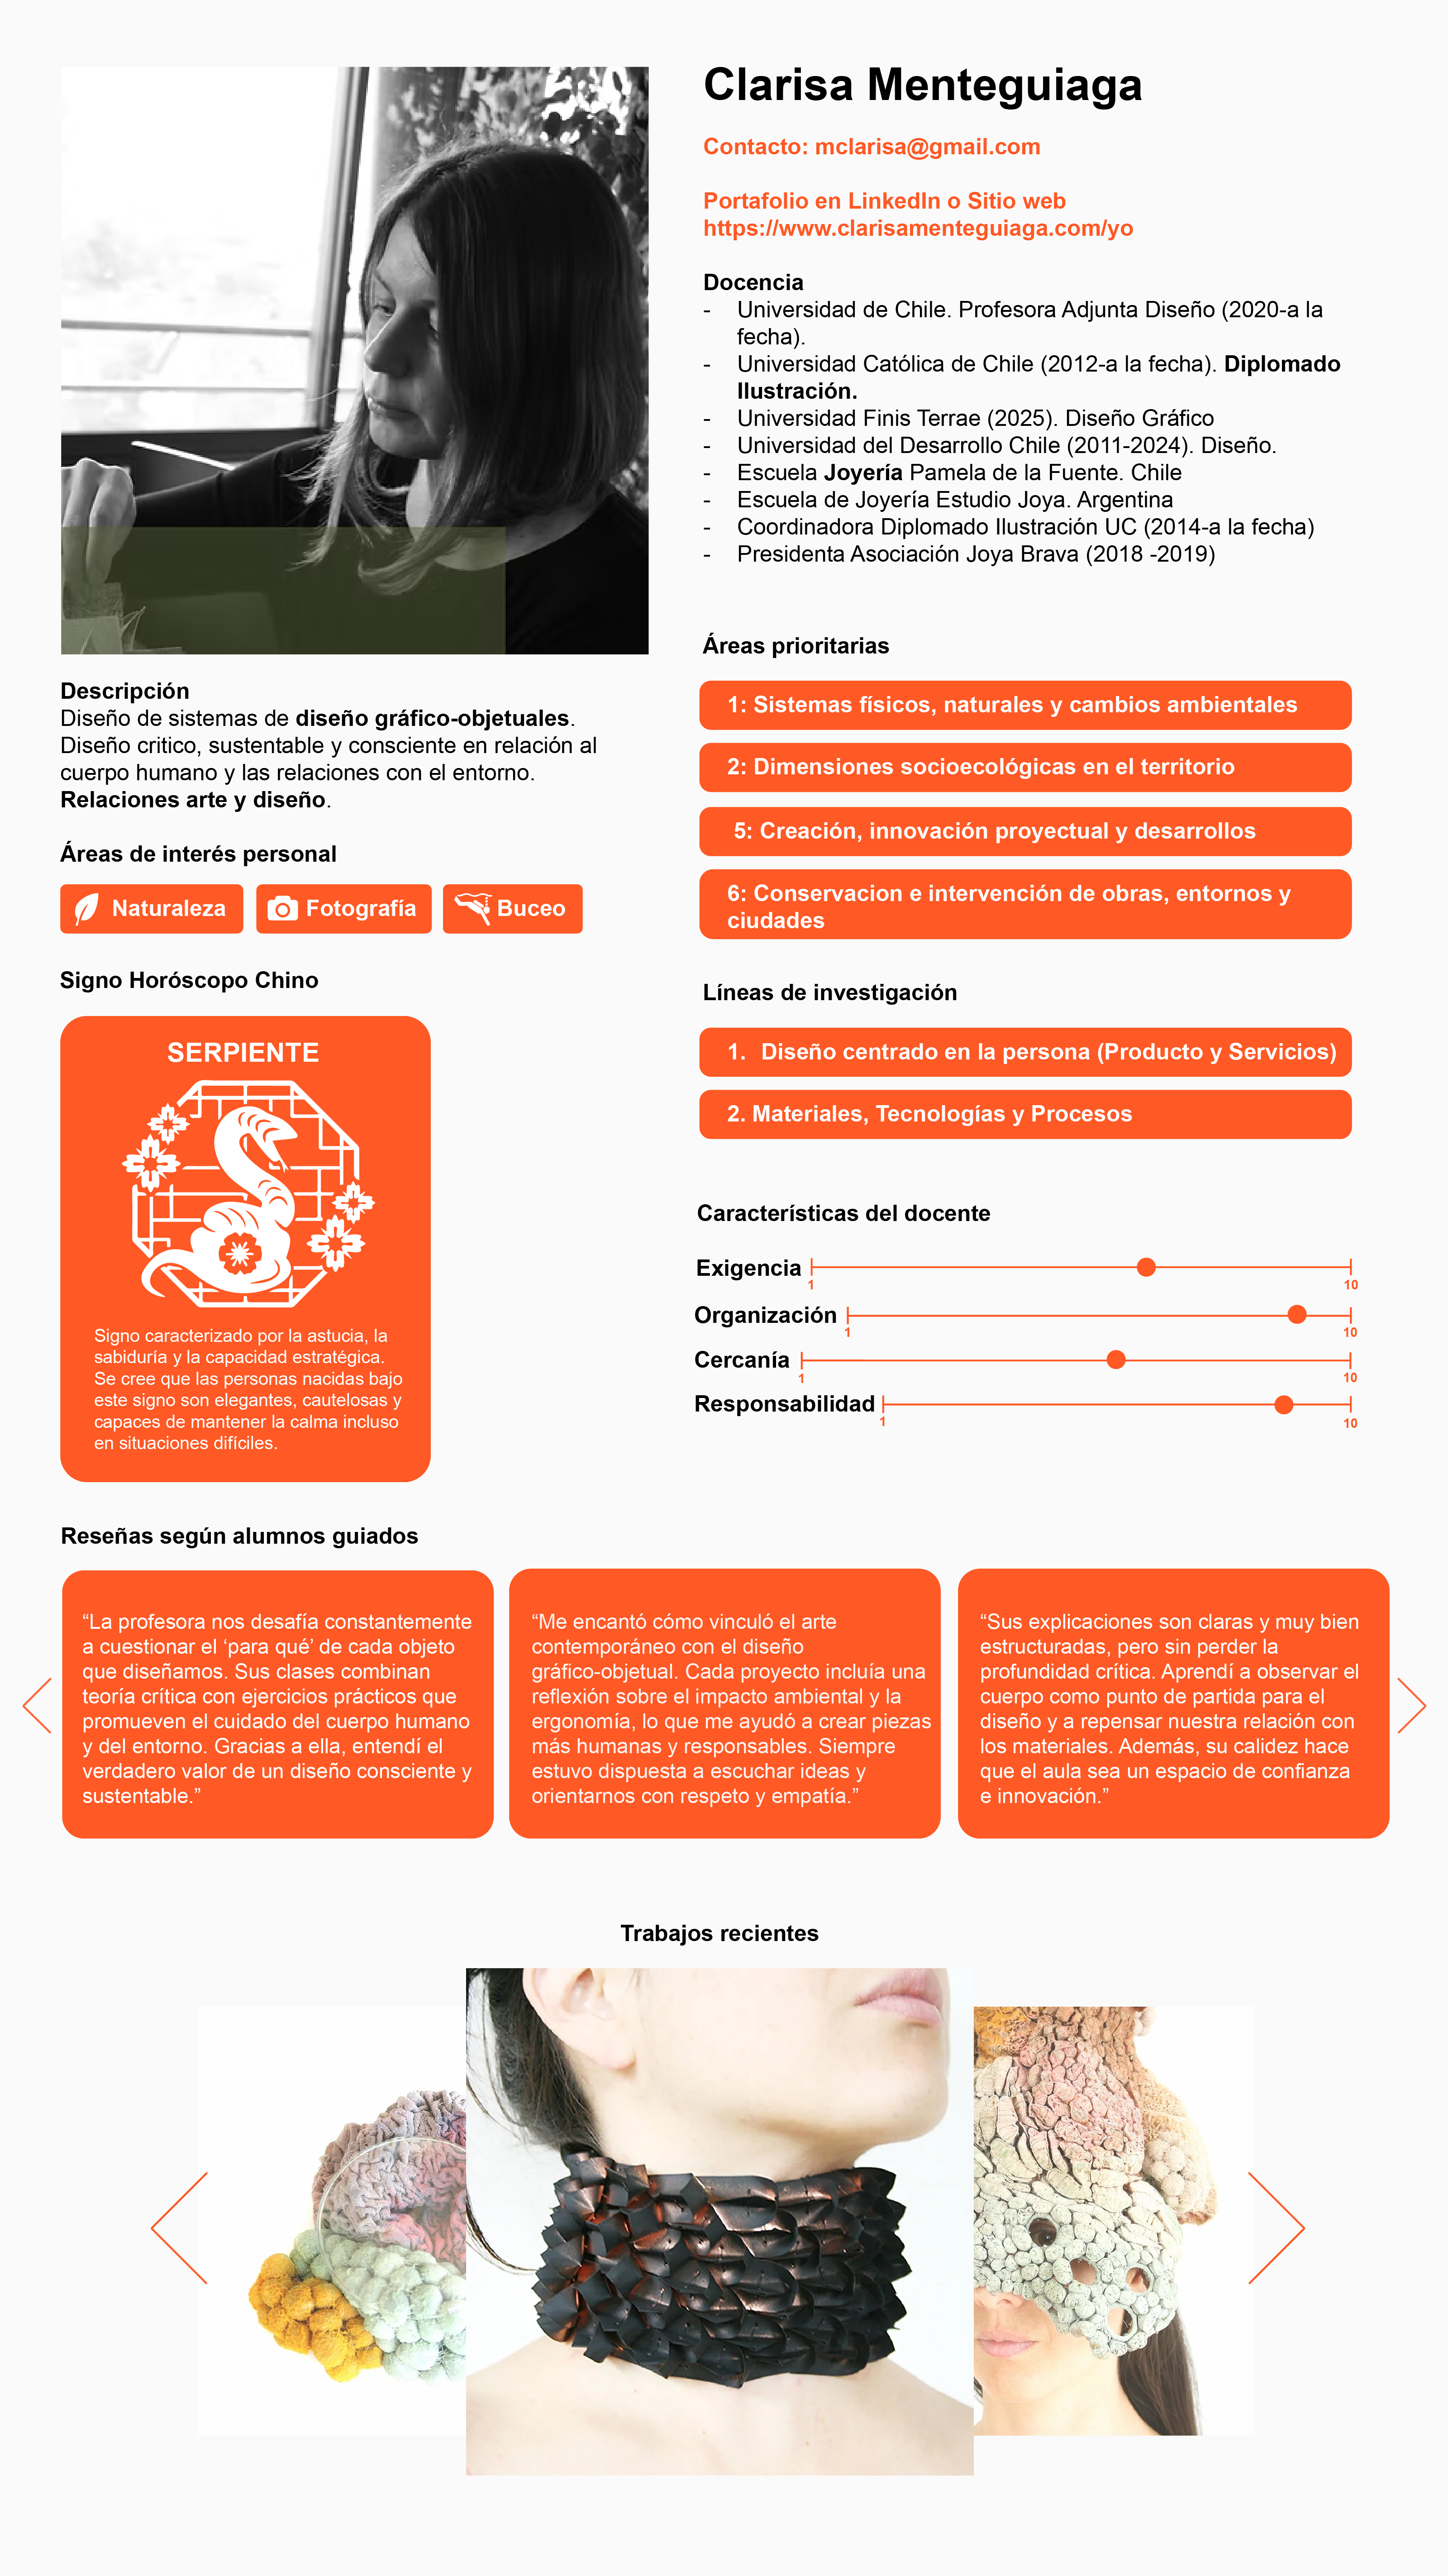 Clarisa Menteguiaga
Contacto: mclarisa@gmail.com
Portafolio en LinkedIn o Sitio web
https://www.clarisamenteguiaga.com/yo
Docencia
- Universidad de Chile. Profesora Adjunta Diseño (2020-a la
fecha).
- Universidad Católica de Chile (2012-a la fecha). Diplomado
Ilustración.
- Universidad Finis Terrae (2025). Diseño Gráfico
- Universidad del Desarrollo Chile (2011-2024). Diseño.
- Escuela Joyería Pamela de la Fuente. Chile
- Escuela de Joyería Estudio Joya. Argentina
- Coordinadora Diplomado Ilustración UC (2014-a la fecha)
- Presidenta Asociación Joya Brava (2018 -2019)
Descripción
Diseño de sistemas de diseño gráfico-objetuales.
Diseño critico, sustentable y consciente en relación al
cuerpo humano y las relaciones con el entorno.
Relaciones arte y diseño.
Áreas de interés personal
Naturaleza
Fotografía
Buceo
Signo Horóscopo Chino
SERPIENTE
Signo caracterizado por la astucia, la
sabiduría y la capacidad estratégica.
Se cree que las personas nacidas bajo
este signo son elegantes, cautelosas y
capaces de mantener la calma incluso
en situaciones difíciles.
Áreas prioritarias
1: Sistemas físicos, naturales y cambios ambientales
2: Dimensiones socioecológicas en el territorio
5: Creación, innovación proyectual y desarrollos
6: Conservacion e intervención de obras, entornos y
ciudades
Líneas de investigación
1. Diseño centrado en la persona (Producto y Servicios)
2. Materiales, Tecnologías y Procesos
Características del docente
Exigencia
1 10
Organización
1 10
Cercanía
1 10
Responsabilidad
1 10
Reseñas según alumnos guiados
“La profesora nos desafía constantemente
a cuestionar el ‘para qué’ de cada objeto
que diseñamos. Sus clases combinan
teoría crítica con ejercicios prácticos que
promueven el cuidado del cuerpo humano
y del entorno. Gracias a ella, entendí el
verdadero valor de un diseño consciente y
sustentable.”
“Me encantó cómo vinculó el arte
contemporáneo con el diseño
gráfico-objetual. Cada proyecto incluía una
reflexión sobre el impacto ambiental y la
ergonomía, lo que me ayudó a crear piezas
más humanas y responsables. Siempre
estuvo dispuesta a escuchar ideas y
orientarnos con respeto y empatía.”
“Sus explicaciones son claras y muy bien
estructuradas, pero sin perder la
profundidad crítica. Aprendí a observar el
cuerpo como punto de partida para el
diseño y a repensar nuestra relación con
los materiales. Además, su calidez hace
que el aula sea un espacio de confianza
e innovación.”
Trabajos recientes